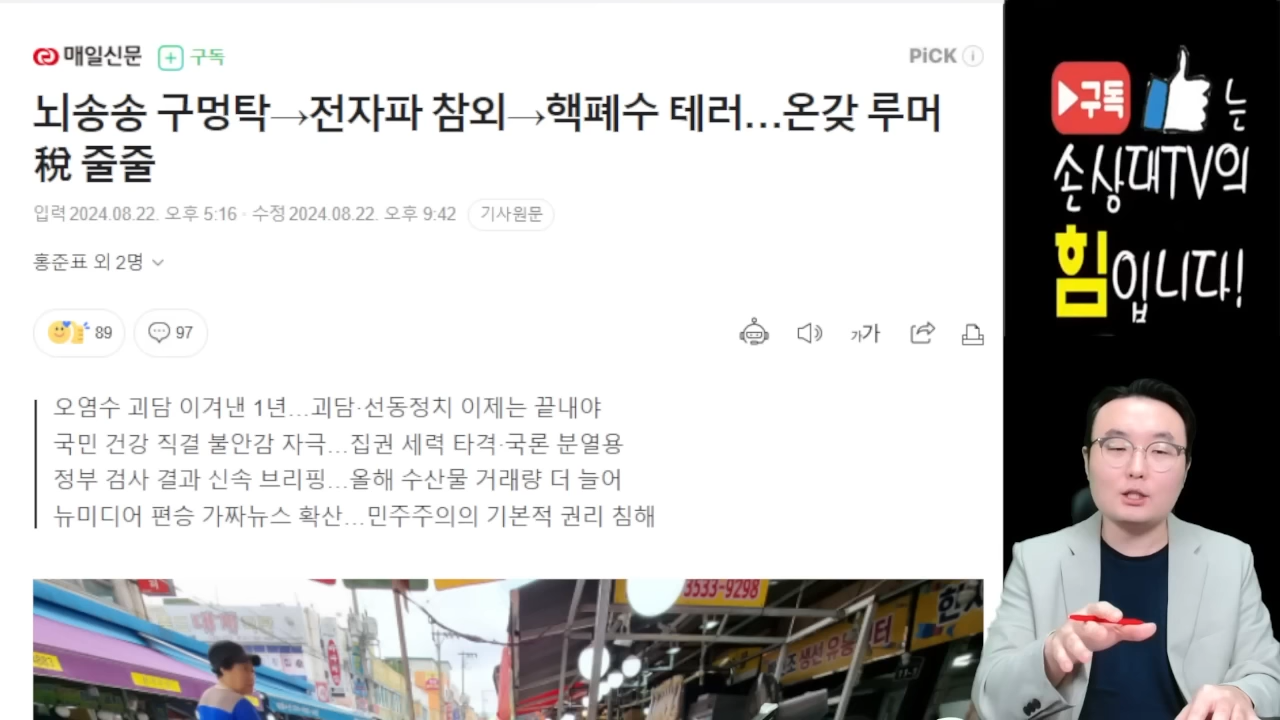 매일신문 구독
PiCK
뇌송송 구멍탁→전자파 참외→핵폐수 테러…온갖 루머
稅 줄줄
입력 2024.08.22. 오후 5:16 · 수정 2024.08.22. 오후 9:42 기사원문
홍준표 외 2명
89 97
가가
오염수 괴담 이겨낸 1년…괴담·선동정치 이제는 끝내야
국민 건강 직결 불안감 자극…집권 세력 타격·국론 분열용
정부 검사 결과 신속 브리핑…올해 수산물 거래량 더 늘어
뉴미디어 편승 가짜뉴스 확산…민주주의의 기본적 권리 침해
3533-9298
구독 는
손상대TV의
힘입니다!